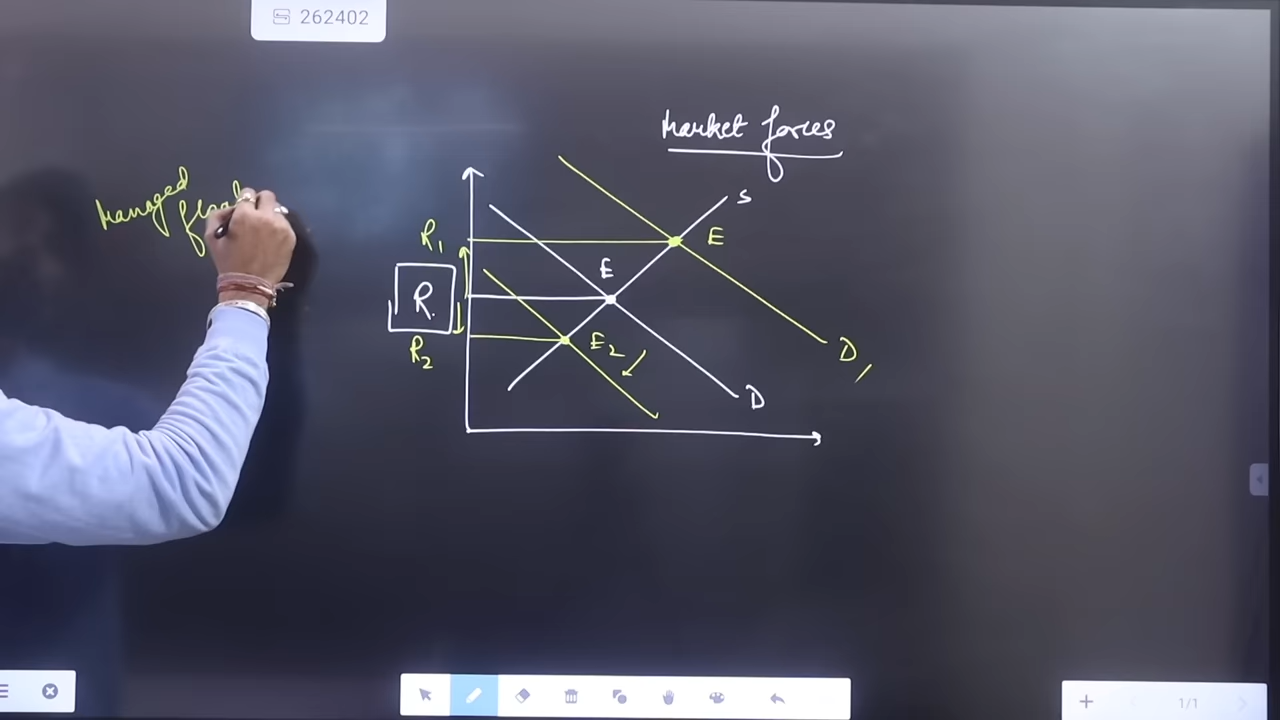 262402
Market forces
Managed
S
R1
E
E
R
R2
E2
D1
D
1/1